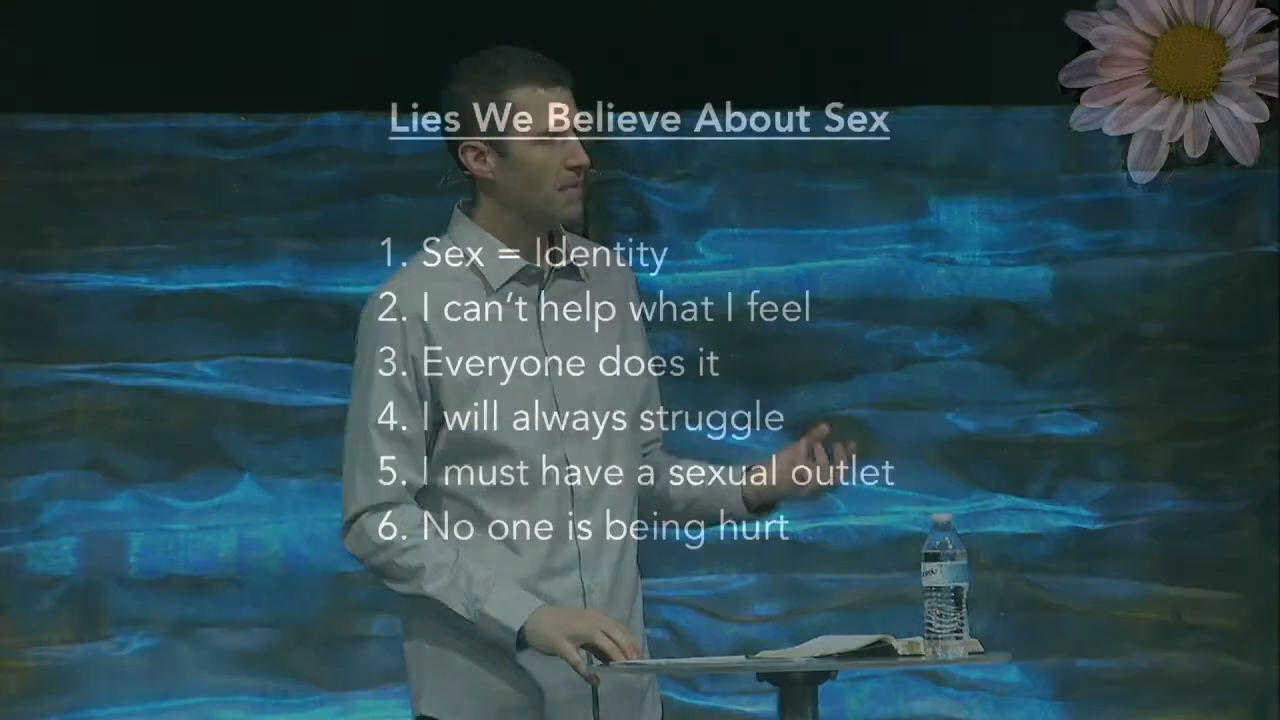 Lies We Believe About Sex
1. Sex = Identity
2. I can't help what I feel
3. Everyone does it
4. I will always struggle
5. I must have a sexual outlet
6. No one is being hurt